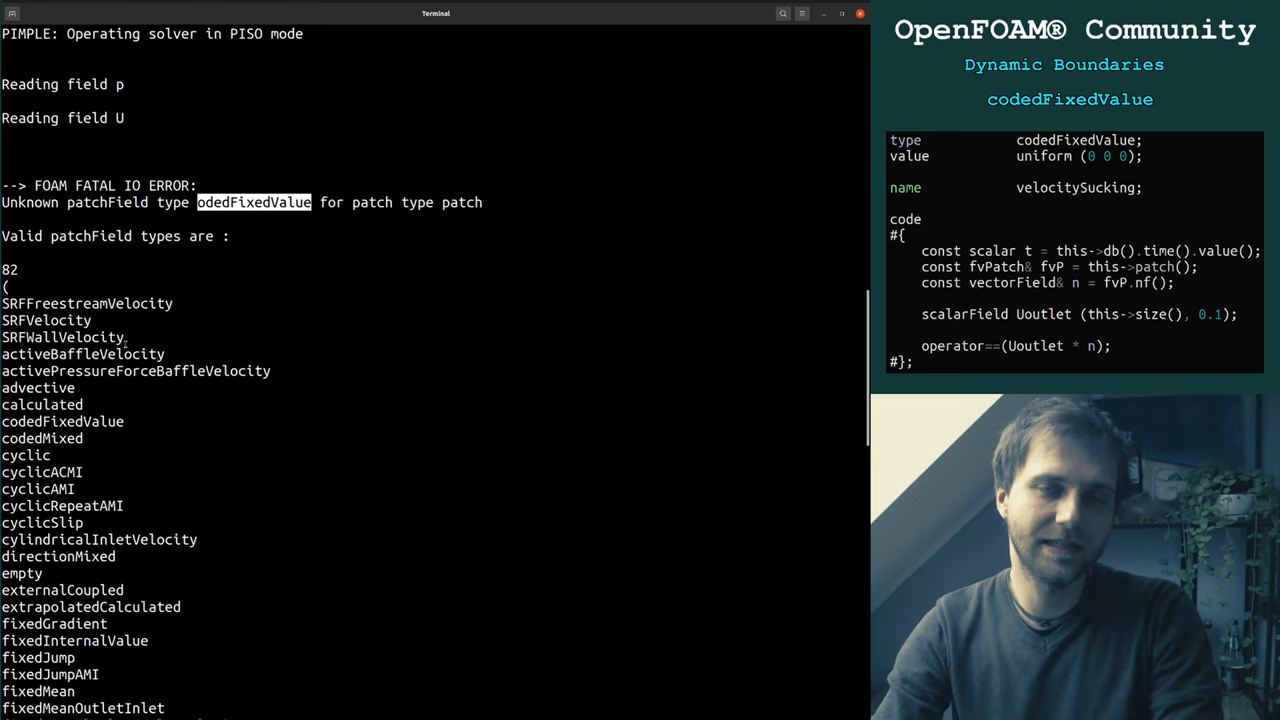 Terminal
PIMPLE: Operating solver in PISO mode
Reading field p
Reading field U
--> FOAM FATAL IO ERROR:
Unknown patchField type odedFixedValue for patch type patch
Valid patchField types are :
82
(
SRFFreestreamVelocity
SRFVelocity
SRFWallVelocity
activeBaffleVelocity
activePressureForceBaffleVelocity
advective
calculated
codedFixedValue
codedMixed
cyclic
cyclicACMI
cyclicAMI
cyclicRepeatAMI
cyclicSlip
cylindricalInletVelocity
directionMixed
empty
externalCoupled
extrapolatedCalculated
fixedGradient
fixedInternalValue
fixedJump
fixedJumpAMI
fixedMean
fixedMeanOutletInlet
OpenFOAM® Community
Dynamic Boundaries
codedFixedValue
type codedFixedValue;
value uniform (0 0 0);
name velocitySucking;
code
#{
const scalar t = this->db().time().value();
const fvPatch& fvP = this->patch();
const vectorField& n = fvP.nf();
scalarField Uoutlet (this->size(), 0.1);
operator==(Uoutlet * n);
#};